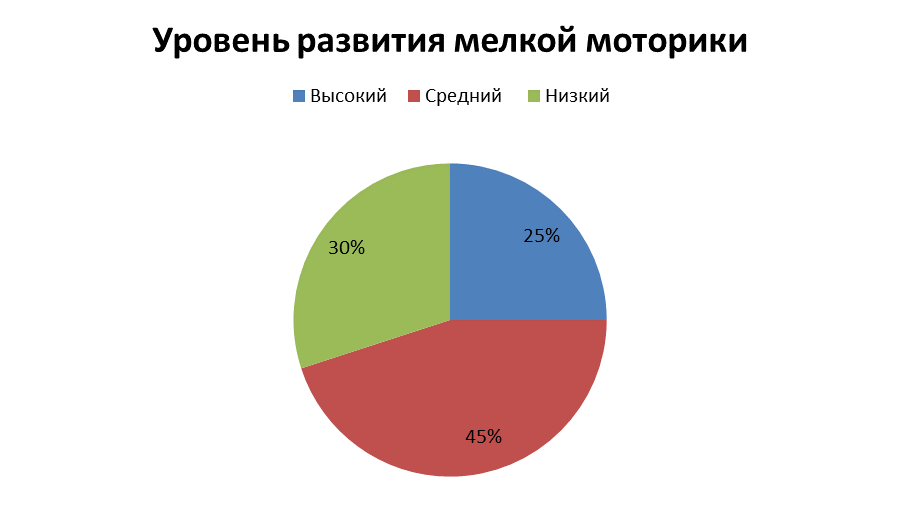 Уровень развития мелкой моторики
Высокий Средний Низкий
25%
30%
45%